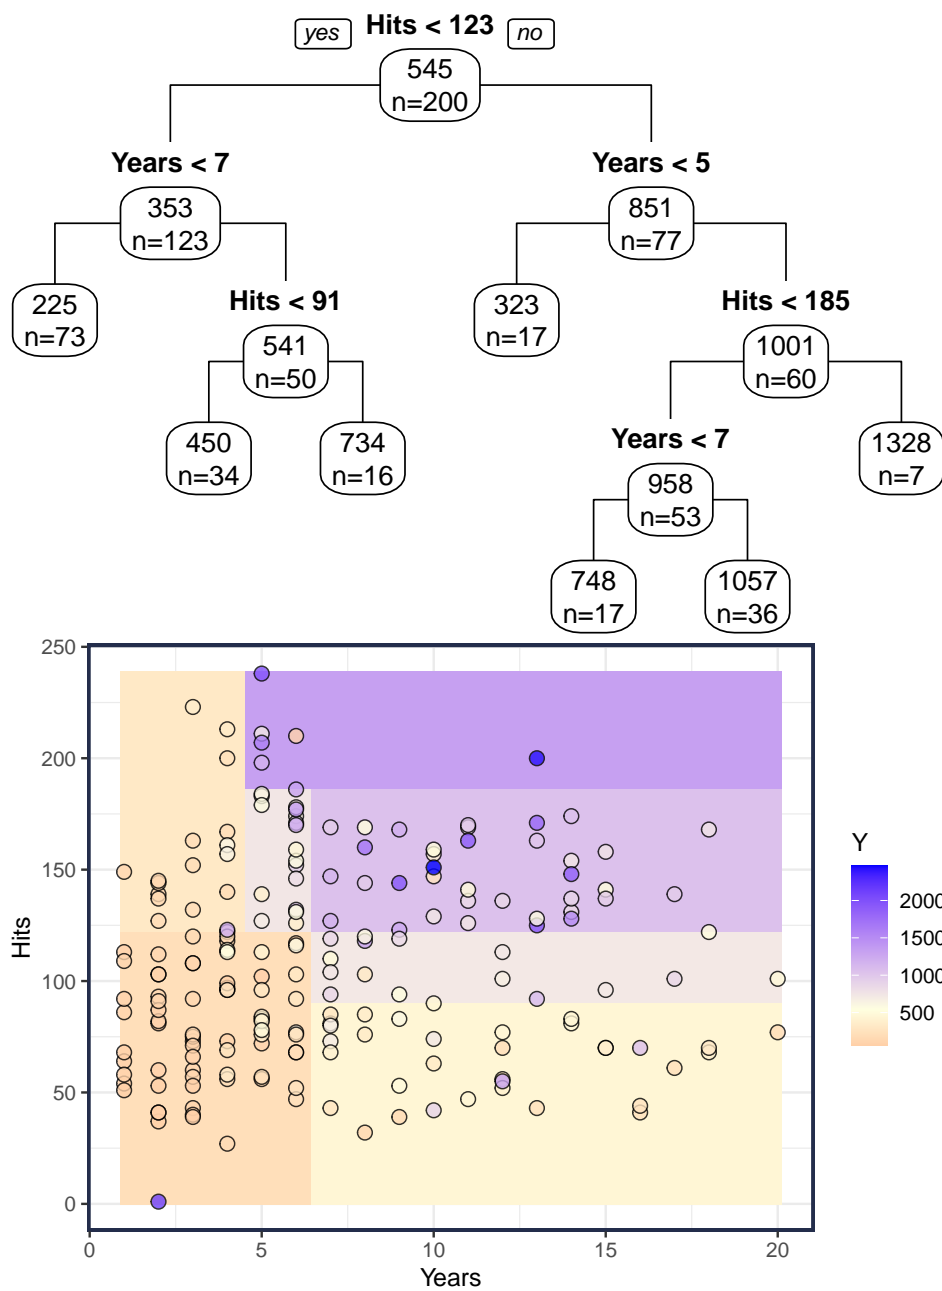 yes Hits < 123 no
545
n=200
Years < 7 Years < 5
353 851
n=123 n=77
225 Hits < 91 323 Hits < 185
n=73 541 n=17 1001
n=50 n=60
450 734 Years < 7 1328
n=34 n=16 958 n=7
n=53
748 1057
n=17 n=36
250
200
150
100
50
0
Hits
0 5 10 15 20
Years
Y
2000
1500
1000
500